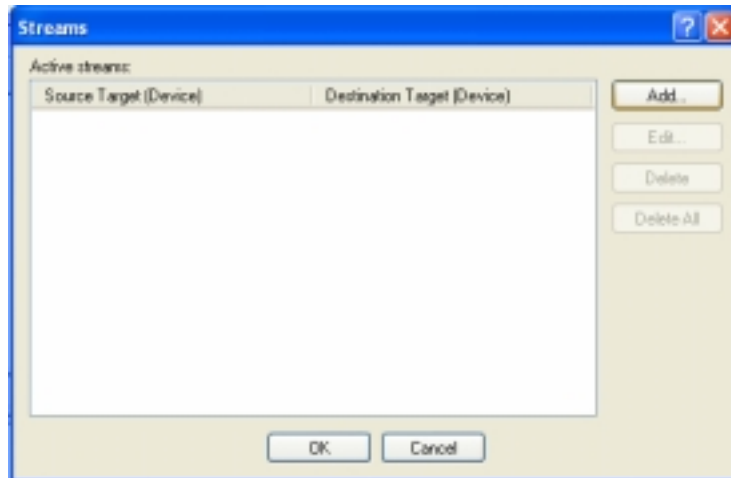 Streams
Active streams:
Source Target (Device) Destination Target (Device)
Add...
Edit...
Delete
Delete All
OK Cancel